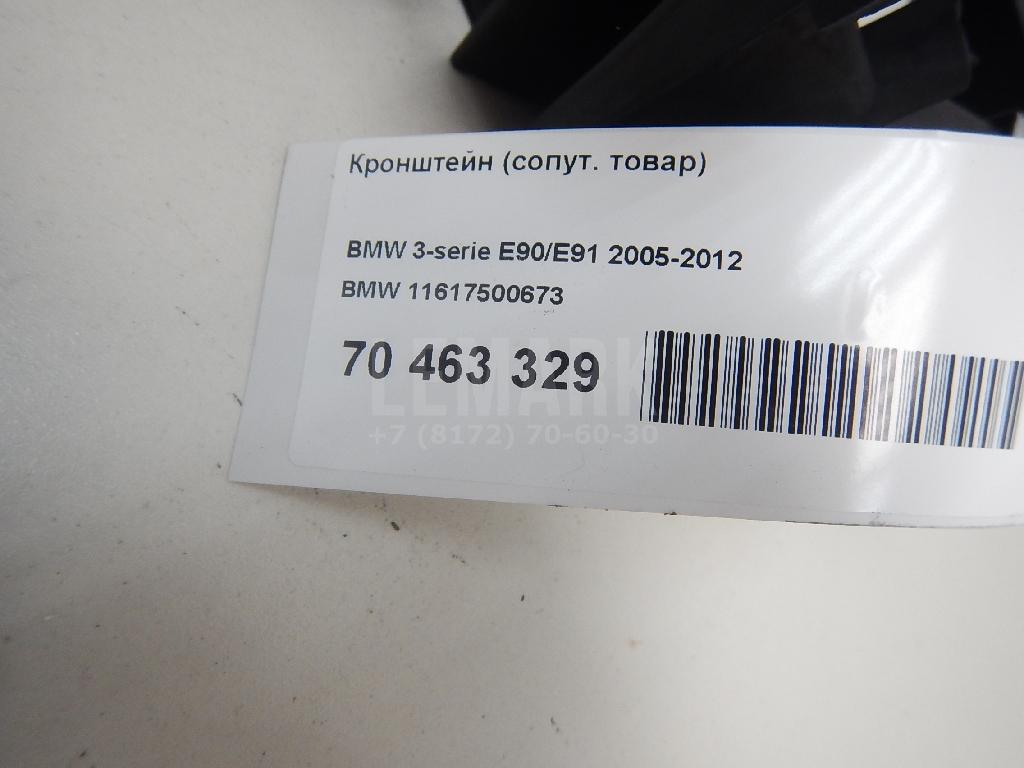 Кронштейн (сопут. товар)
BMW 3-serie E90/E91 2005-2012
BMW 11617500673
70 463 329
LEMARK
+7 (8172) 70-60-30